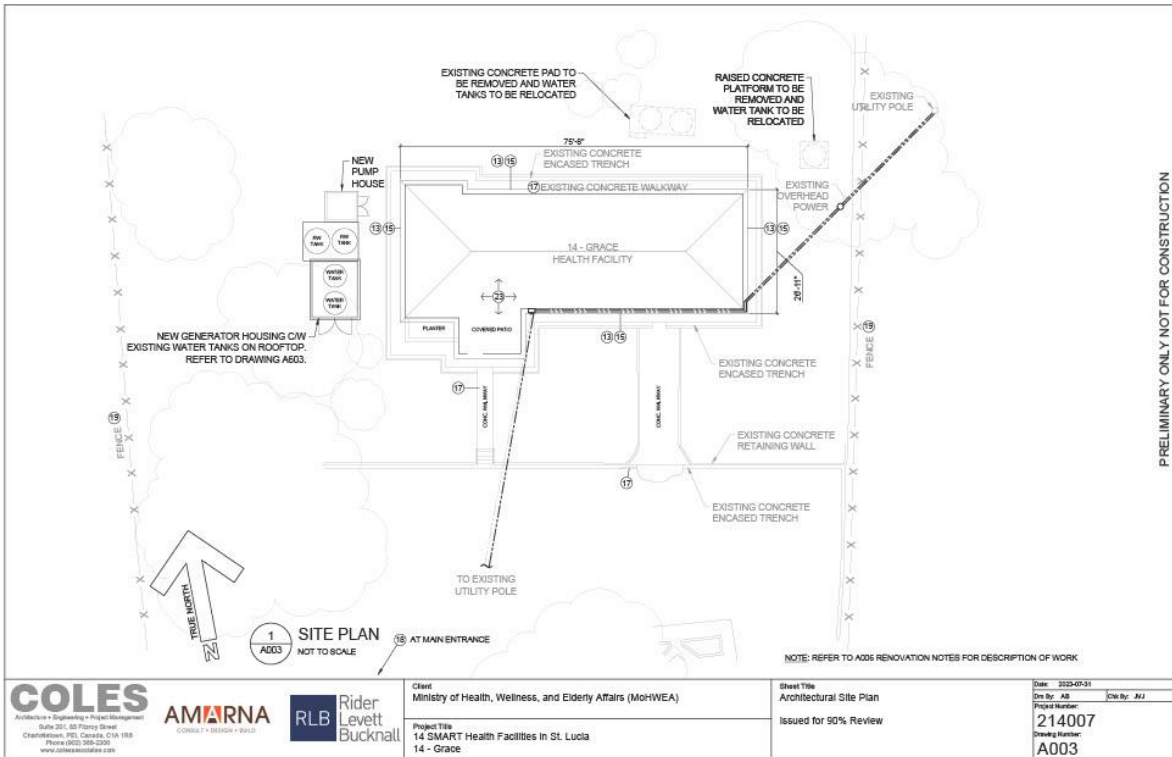 EXISTING CONCRETE PAD TO
BE REMOVED AND WATER
TANKS TO BE RELOCATED
RAISED CONCRETE
PLATFORM TO BE
REMOVED AND
WATER TANK TO BE
RELOCATED
EXISTING
UTILITY POLE
75'-8"
EXISTING CONCRETE
ENCASED TRENCH
13 15
17 EXISTING CONCRETE WALKWAY
NEW
PUMP
HOUSE
EXISTING
OVERHEAD
POWER
13 15
13 15
RW
TANK
RW
TANK
14 - GRACE
HEALTH FACILITY
WATER
TANK
WATER
TANK
23
26'-11"
PLANTER
COVERED PATIO
13 15
NEW GENERATOR HOUSING C/W
EXISTING WATER TANKS ON ROOFTOP.
REFER TO DRAWING A603.
EXISTING CONCRETE
ENCASED TRENCH
19
FENCE
17
CONC. WALKWAY
CONC. WALKWAY
19
FENCE
EXISTING CONCRETE
RETAINING WALL
17
EXISTING CONCRETE
ENCASED TRENCH
TO EXISTING
UTILITY POLE
TRUE NORTH
N
1
A003
SITE PLAN
NOT TO SCALE
18 AT MAIN ENTRANCE
NOTE: REFER TO A005 RENOVATION NOTES FOR DESCRIPTION OF WORK
PRELIMINARY ONLY NOT FOR CONSTRUCTION
COLES
Architecture + Engineering + Project Management
Suite 201, 85 Fitzroy Street
Charlottetown, PEI, Canada, C1A 1R6
www.colesassociates.com
AMARNA
CONSULT + DESIGN + BUILD
RLB
Rider
Levett
Bucknall
Client
Ministry of Health, Wellness, and Elderly Affairs (MoHWEA)
Project Title
14 SMART Health Facilities in St. Lucia
14 - Grace
Sheet Title
Architectural Site Plan
Issued for 90% Review
Date: 2023-07-31
Drn By: AB
Chk By: JVJ
Project Number:
214007
Drawing Number:
A003